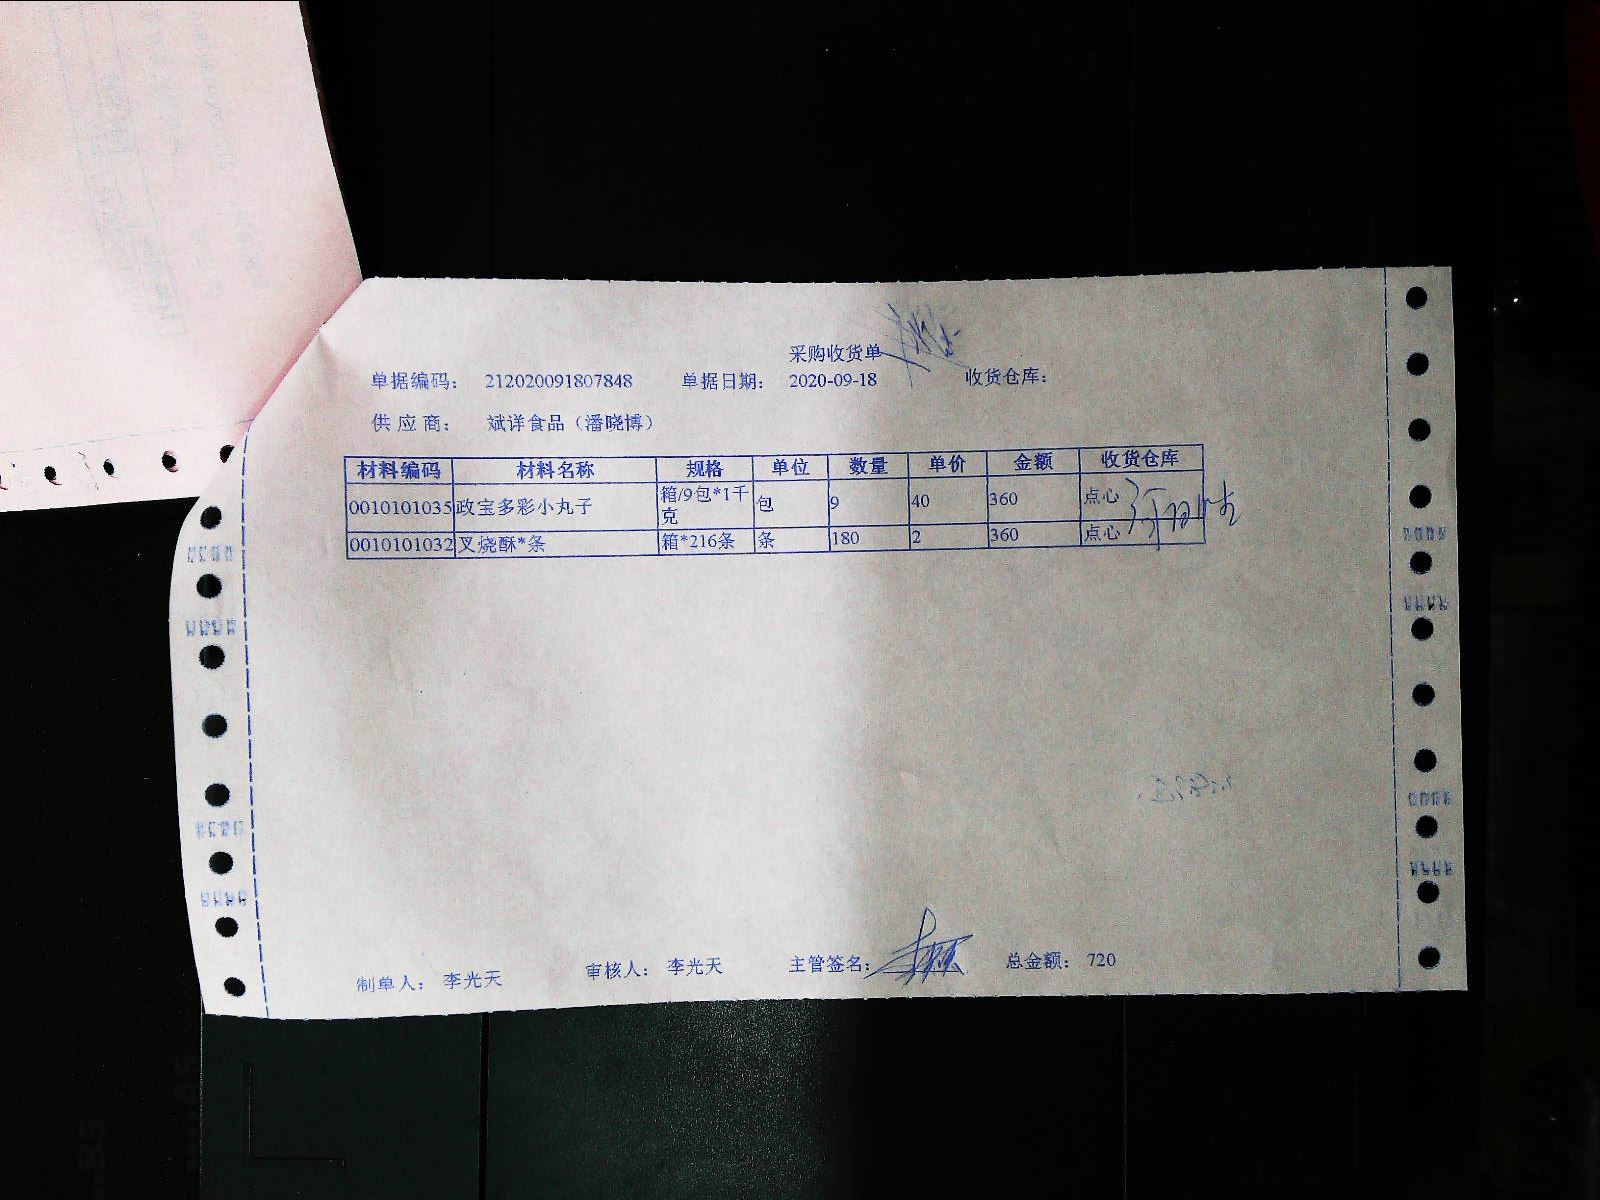 采购收货单
单据编码： 212020091807848 单据日期： 2020-09-18 收货仓库：
供 应 商： 斌详食品（潘晓博）
材料编码 材料名称 规格 单位 数量 单价 金额 收货仓库
0010101035 政宝多彩小丸子 箱/9包*1千克 包 9 40 360 点心
0010101032 叉烧酥*条 箱*216条 条 180 2 360 点心
制单人： 李光天 审核人： 李光天 主管签名： 总金额： 720